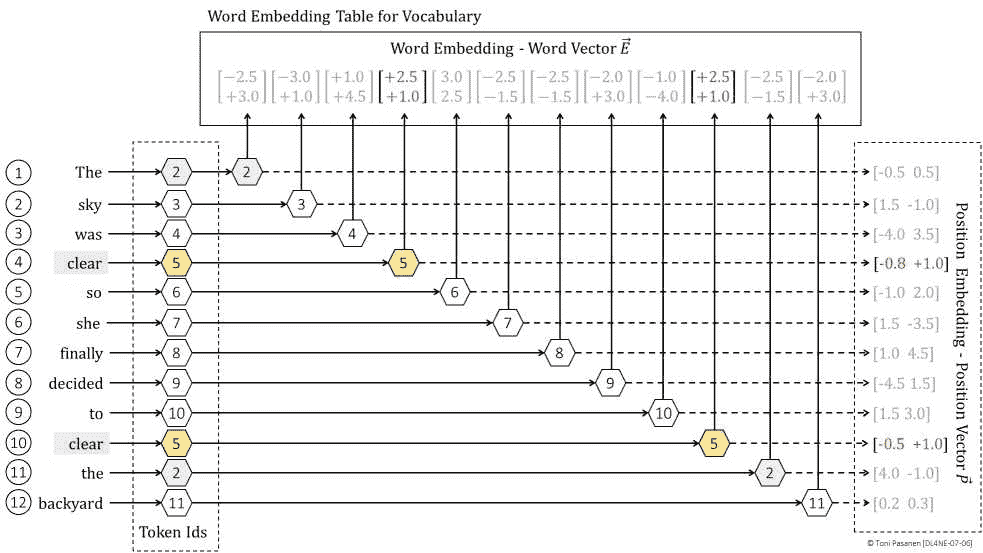 Word Embedding Table for Vocabulary
Word Embedding - Word Vector E⃗
[−2.5 +3.0] [−3.0 +1.0] [+1.0 +4.5] [+2.5 +1.0] [3.0 2.5] [−2.5 −1.5] [−2.5 −1.5] [−2.0 +3.0] [−1.0 −4.0] [+2.5 +1.0] [−2.5 −1.5] [−2.0 +3.0]
1 The 2 2 [-0.5 0.5]
2 sky 3 3 [1.5 -1.0]
3 was 4 4 [-4.0 3.5]
4 clear 5 5 [-0.8 +1.0]
5 so 6 6 [-1.0 2.0]
6 she 7 7 [1.5 -3.5]
7 finally 8 8 [1.0 4.5]
8 decided 9 9 [-4.5 1.5]
9 to 10 10 [1.5 3.0]
10 clear 5 5 [-0.5 +1.0]
11 the 2 2 [4.0 -1.0]
12 backyard 11 11 [0.2 0.3]
Token Ids
Position Embedding - Position Vector P⃗
© Toni Pasanen [DL4NE-07-06]